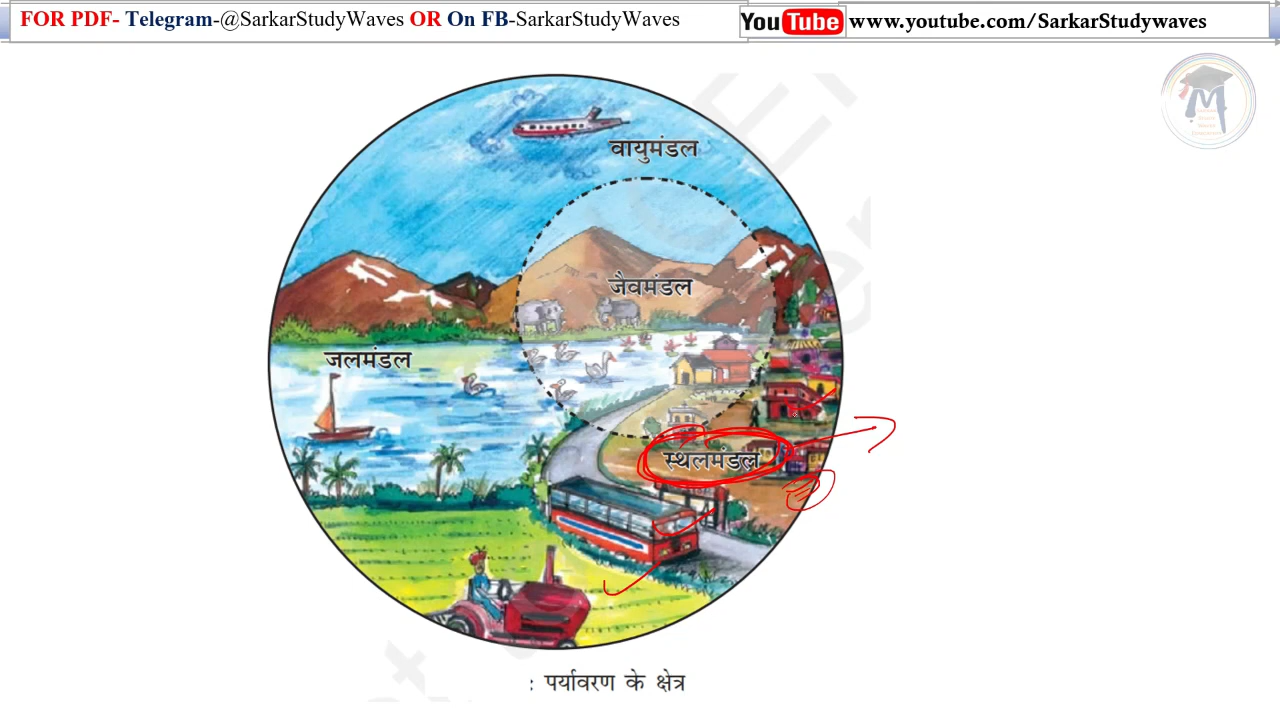 FOR PDF- Telegram-@SarkarStudyWaves OR On FB-SarkarStudyWaves
YouTube www.youtube.com/SarkarStudywaves
वायुमंडल
जैवमंडल
जलमंडल
स्थलमंडल
: पर्यावरण के क्षेत्र